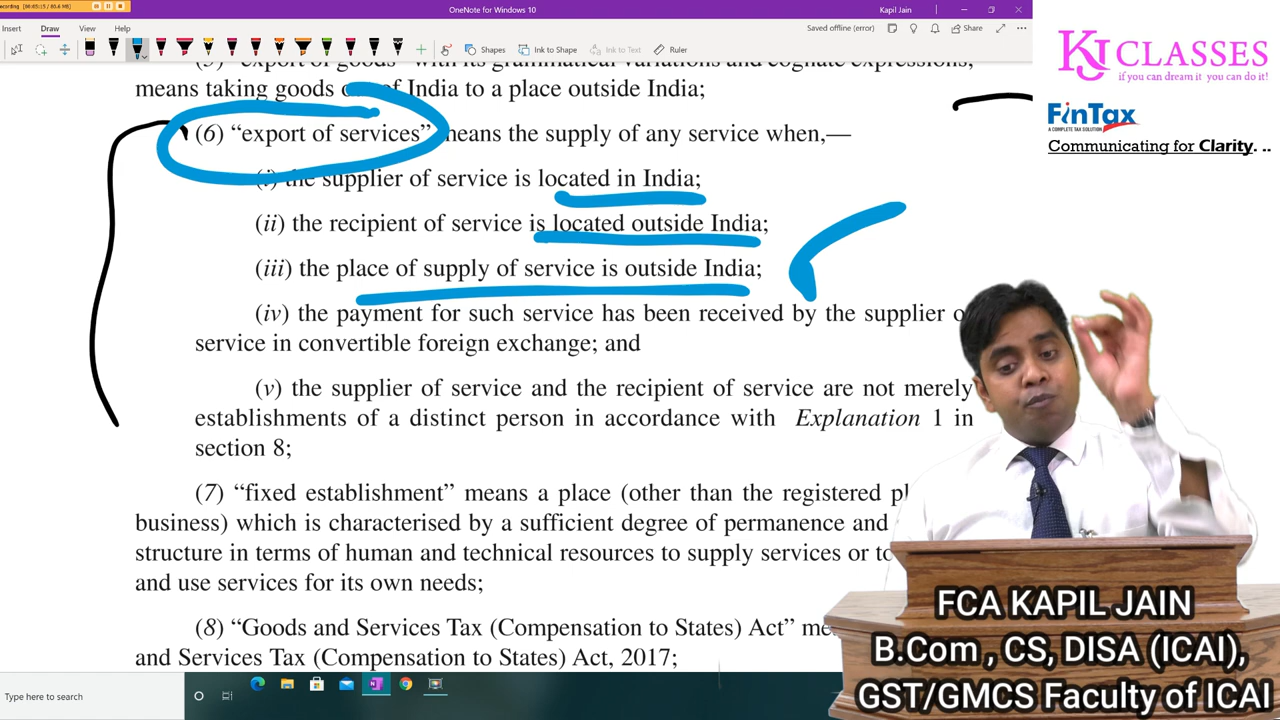 OneNote for Windows 10
Kapil Jain
Insert Draw View Help
Saved offline (error)
Share
Shapes Ink to Shape Ink to Text Ruler
means taking goods out of India to a place outside India;
(6) “export of services” means the supply of any service when,—
(i) the supplier of service is located in India;
(ii) the recipient of service is located outside India;
(iii) the place of supply of service is outside India;
(iv) the payment for such service has been received by the supplier
service in convertible foreign exchange; and
(v) the supplier of service and the recipient of service are not merely
establishments of a distinct person in accordance with Explanation 1 in
section 8;
(7) “fixed establishment” means a place (other than the registered
business) which is characterised by a sufficient degree of permanence and
structure in terms of human and technical resources to supply services or
and use services for its own needs;
(8) “Goods and Services Tax (Compensation to States) Act”
and Services Tax (Compensation to States) Act, 2017;
Type here to search
KJ CLASSES
if you can dream it you can do it!
FinTax
A COMPLETE TAX SOLUTION
Communicating for Clarity. ..
FCA KAPIL JAIN
B.Com , CS, DISA (ICAI),
GST/GMCS Faculty of ICAI